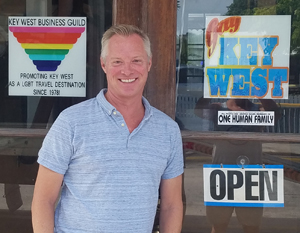 KEY WEST BUSINESS GUILD
PROMOTING KEY WEST
AS A LGBT TRAVEL DESTINATION
SINCE 1978!
gay
KEY
WEST
ONE HUMAN FAMILY
OPEN